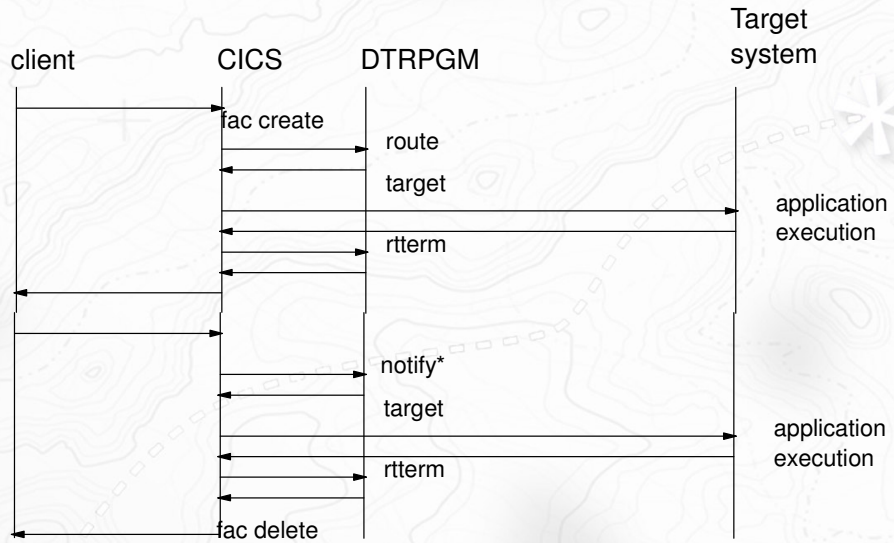 client
CICS
DTRPGM
Target
system
fac create
route
target
application
execution
rtterm
notify*
target
application
execution
rtterm
fac delete